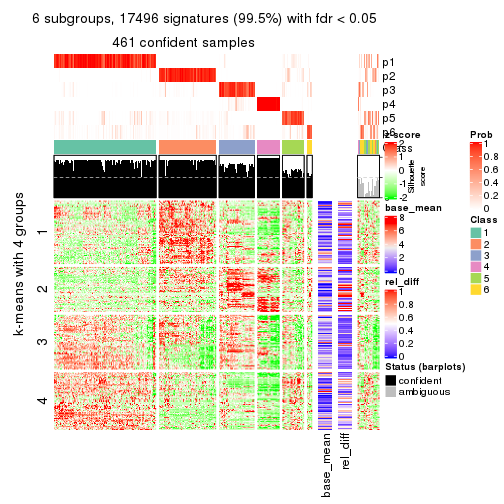 6 subgroups, 17496 signatures (99.5%) with fdr < 0.05
461 confident samples
p1
p2
p3
p4
p5
p6
Class
k-means with 4 groups
1
2
3
4
base_mean
rel_diff
z-score
2
1
0
-1
-2
Silhouette
score
base_mean
8
6
4
2
0
rel_diff
1
0.8
0.6
0.4
0.2
0
Status (barplots)
confident
ambiguous
Prob
1
0.8
0.6
0.4
0.2
0
Class
1
2
3
4
5
6